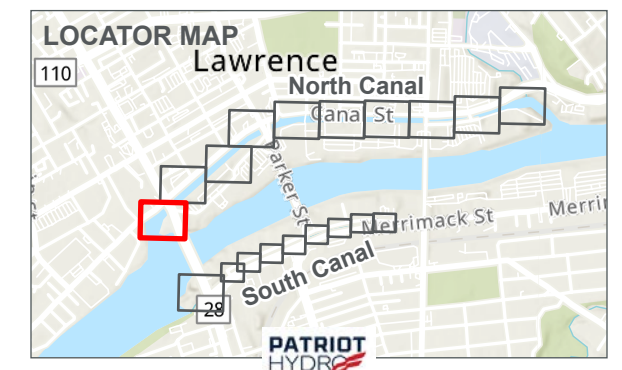 LOCATOR MAP
110
Lawrence
North Canal
Canal St
Parker St
Merrimack St
Merri
South Canal
28
PATRIOT
HYDRO